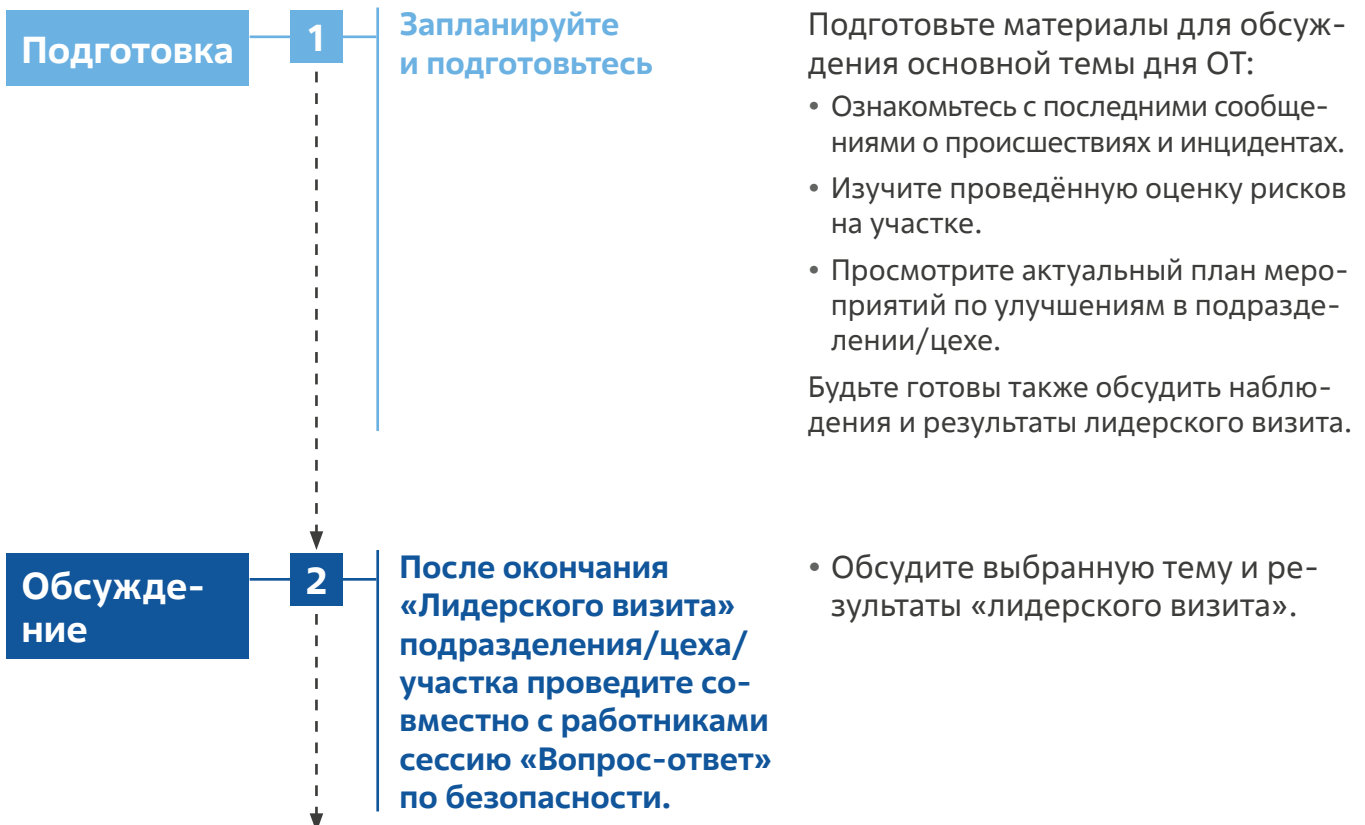 Подготовка
1
Запланируйте
и подготовьтесь
Подготовьте материалы для обсуж-
дения основной темы дня ОТ:
• Ознакомьтесь с последними сообще-
ниями о происшествиях и инцидентах.
• Изучите проведённую оценку рисков
на участке.
• Просмотрите актуальный план меро-
приятий по улучшениям в подразде-
лении/цехе.
Будьте готовы также обсудить наблю-
дения и результаты лидерского визита.
Обсужде-
ние
2
После окончания
«Лидерского визита»
подразделения/цеха/
участка проведите со-
вместно с работниками
сессию «Вопрос-ответ»
по безопасности.
• Обсудите выбранную тему и ре-
зультаты «лидерского визита».